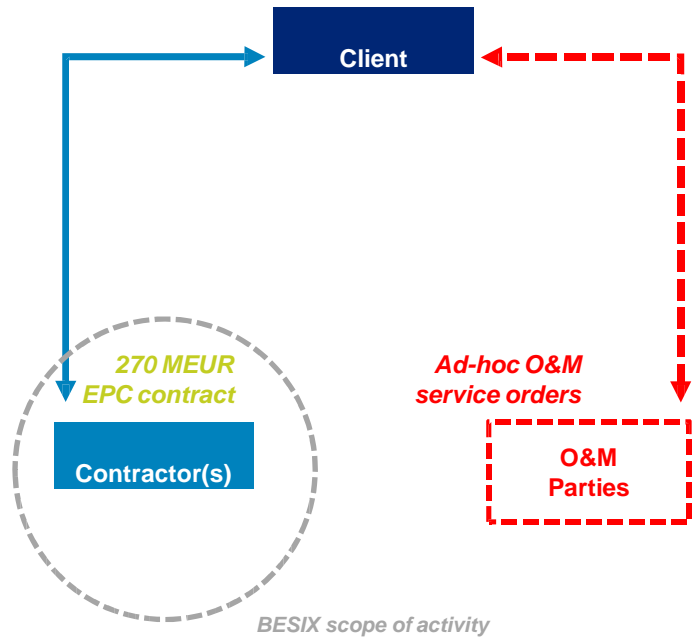 Client
270 MEUR
EPC contract
Ad-hoc O&M
service orders
Contractor(s)
O&M
Parties
BESIX scope of activity